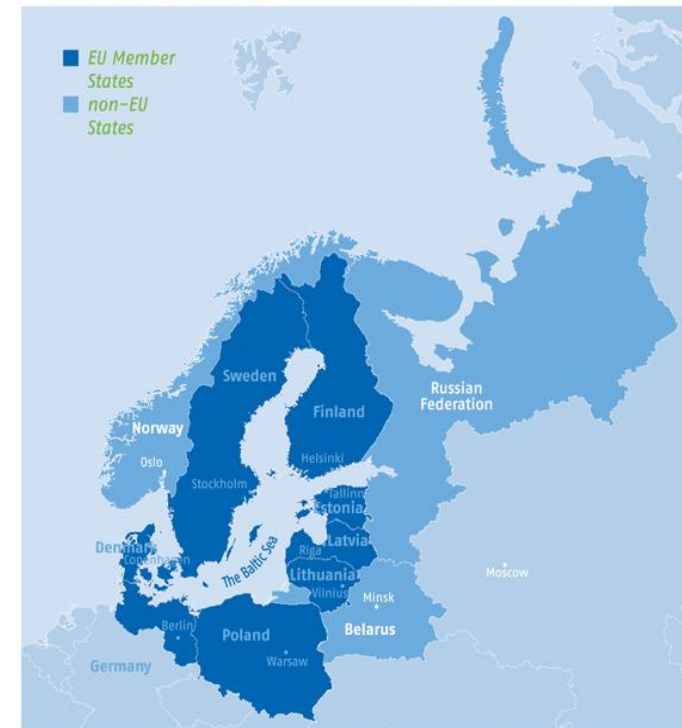 EU Member
States
non-EU
States
Sweden
Finland
Russian
Federation
Norway
Oslo
Helsinki
Stockholm
Tallinn
Estonia
Denmark
Copenhagen
The Baltic Sea
Riga
Latvia
Lithuania
Vilnius
Minsk
Moscow
Belarus
Berlin
Poland
Warsaw
Germany